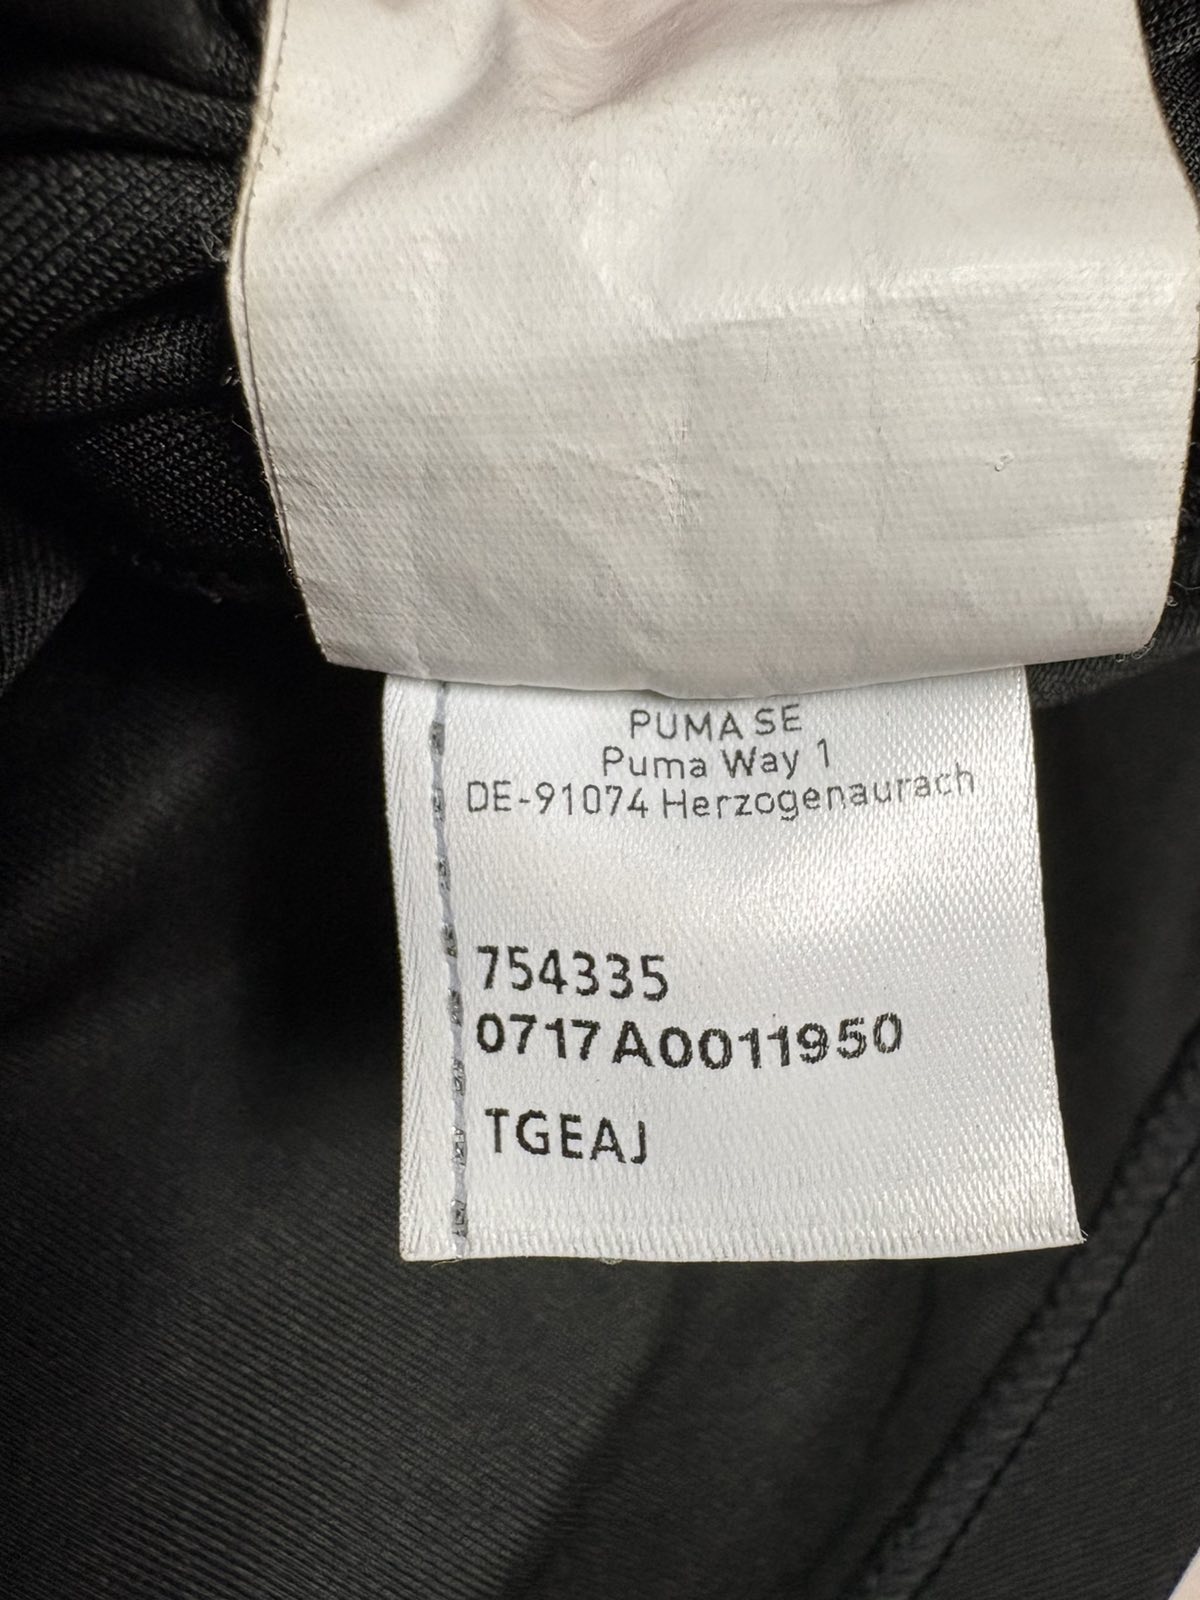 PUMA SE
Puma Way 1
DE-91074 Herzogenaurach
754335
0717A0011950
TGEAJ